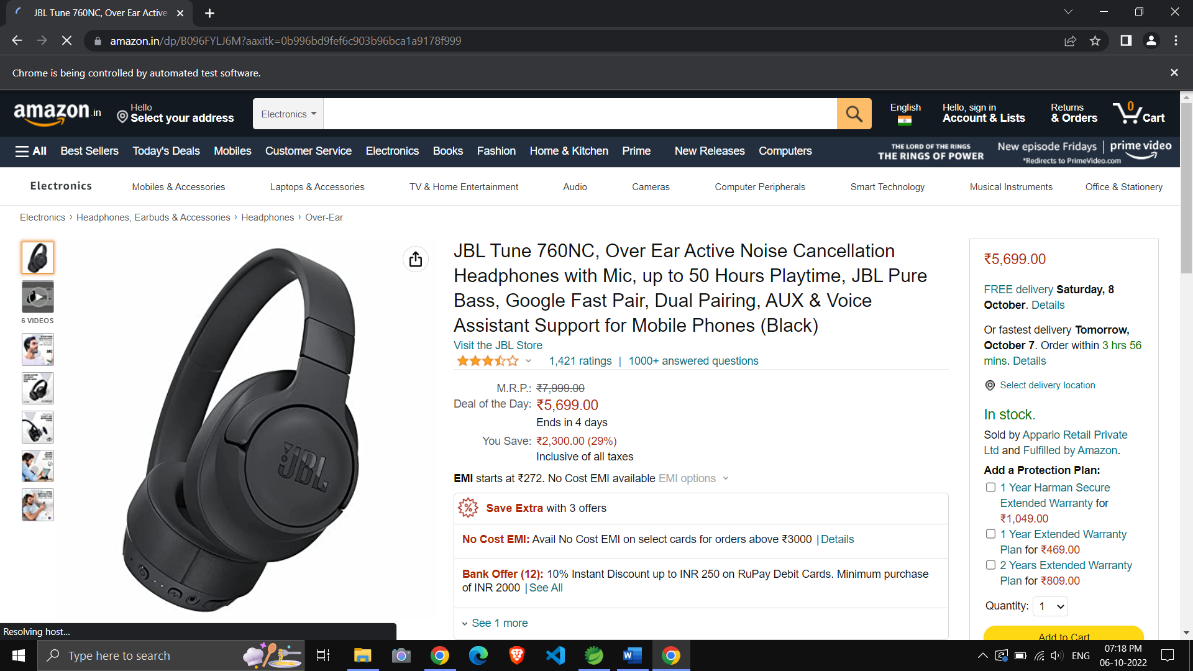 JBL Tune 760NC, Over Ear Active
amazon.in/dp/B096FYLJ6M?aaxitk=0b996bd9fef6c903b96bca1a9178f999
Chrome is being controlled by automated test software.
amazon.in
Hello
Select your address
Electronics
English
Hello, sign in
Account & Lists
Returns
& Orders
0
Cart
All
Best Sellers
Today's Deals
Mobiles
Customer Service
Electronics
Books
Fashion
Home & Kitchen
Prime
New Releases
Computers
THE LORD OF THE RINGS
THE RINGS OF POWER
New episode Fridays
*Redirects to PrimeVideo.com
prime video
Electronics
Mobiles & Accessories
Laptops & Accessories
TV & Home Entertainment
Audio
Cameras
Computer Peripherals
Smart Technology
Musical Instruments
Office & Stationery
Electronics › Headphones, Earbuds & Accessories › Headphones › Over-Ear
6 VIDEOS
JBL
JBL Tune 760NC, Over Ear Active Noise Cancellation
Headphones with Mic, up to 50 Hours Playtime, JBL Pure
Bass, Google Fast Pair, Dual Pairing, AUX & Voice
Assistant Support for Mobile Phones (Black)
Visit the JBL Store
1,421 ratings | 1000+ answered questions
M.R.P.: ₹7,999.00
Deal of the Day: ₹5,699.00
Ends in 4 days
You Save: ₹2,300.00 (29%)
Inclusive of all taxes
EMI starts at ₹272. No Cost EMI available EMI options
Save Extra with 3 offers
No Cost EMI: Avail No Cost EMI on select cards for orders above ₹3000 | Details
Bank Offer (12): 10% Instant Discount up to INR 250 on RuPay Debit Cards. Minimum purchase
of INR 2000 | See All
See 1 more
₹5,699.00
FREE delivery Saturday, 8
October. Details
Or fastest delivery Tomorrow,
October 7. Order within 3 hrs 56
mins. Details
Select delivery location
In stock.
Sold by Appario Retail Private
Ltd and Fulfilled by Amazon.
Add a Protection Plan:
1 Year Harman Secure
Extended Warranty for
₹1,049.00
1 Year Extended Warranty
Plan for ₹469.00
2 Years Extended Warranty
Plan for ₹809.00
Quantity: 1
Add to Cart
Resolving host...
Type here to search
ENG
07:18 PM
06-10-2022